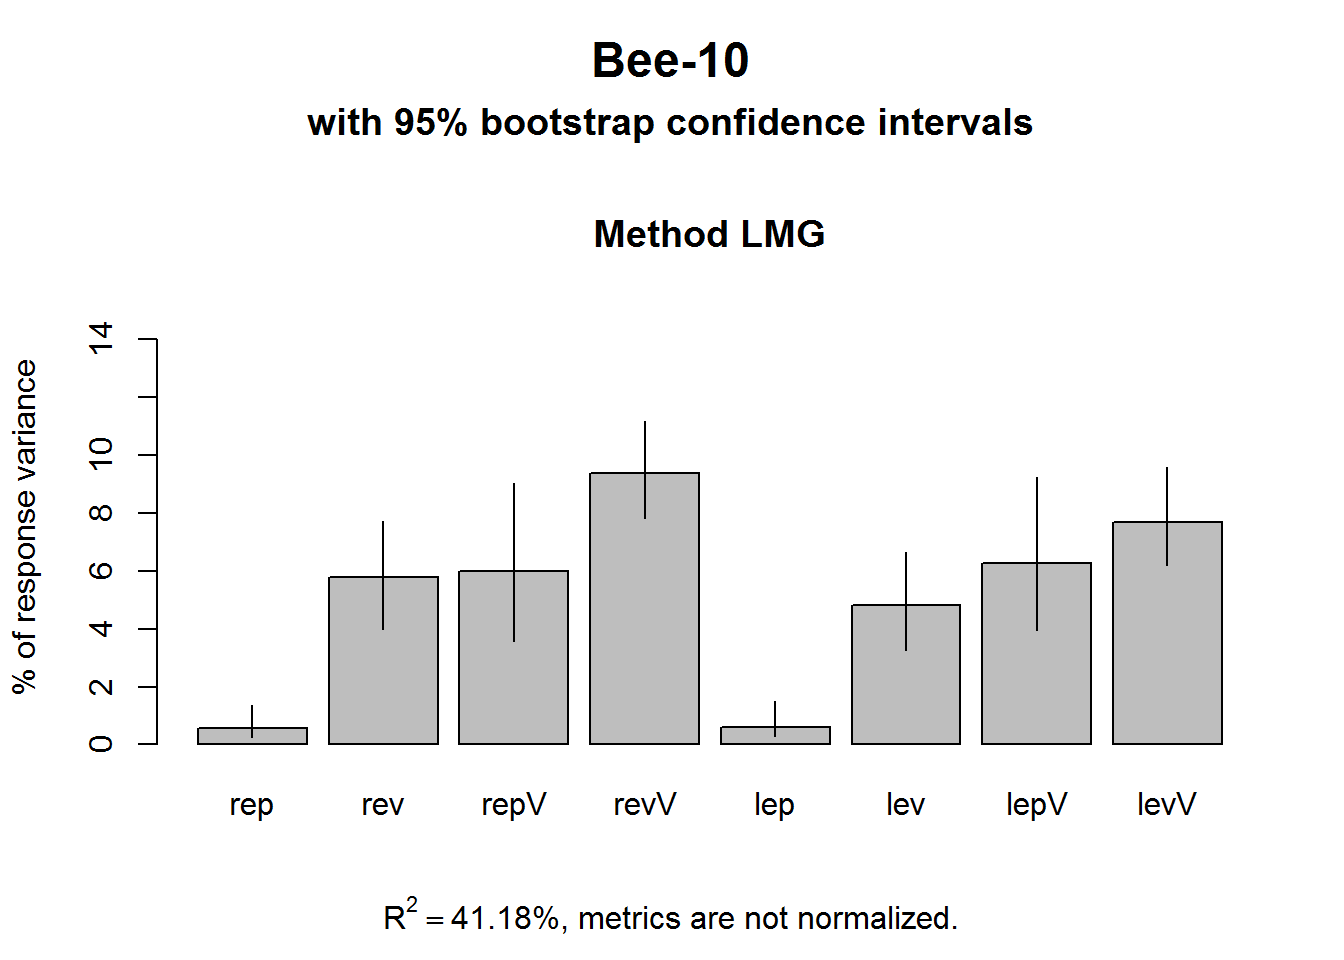 Bee-10
with 95% bootstrap confidence intervals
Method LMG
% of response variance
14
10
8
6
4
2
0
rep rev repV revV lep lev lepV levV
R² = 41.18%, metrics are not normalized.